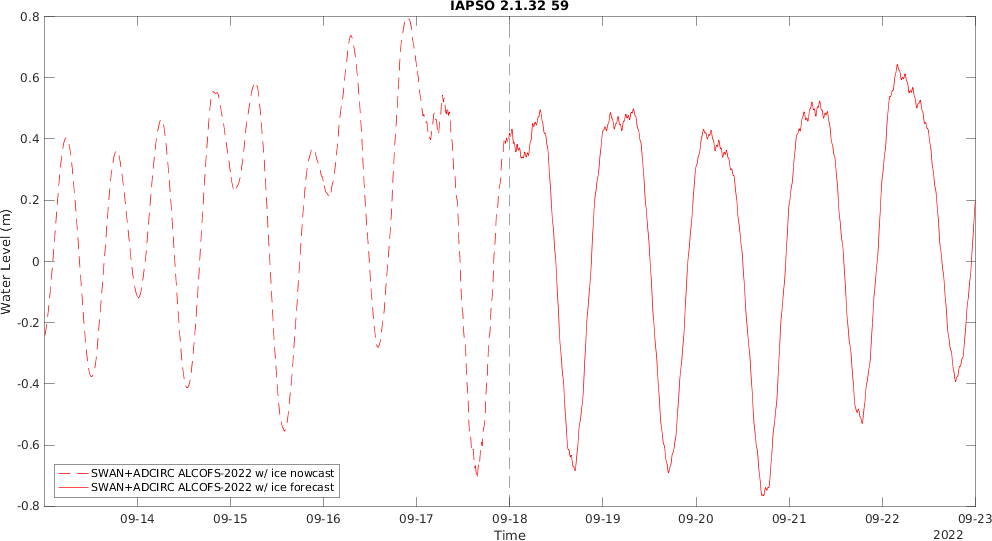 IAPSO 2.1.32 59
Water Level (m)
0.8
0.6
0.4
0.2
0
-0.2
-0.4
-0.6
-0.8
SWAN+ADCIRC ALCOFS-2022 w/ ice nowcast
SWAN+ADCIRC ALCOFS-2022 w/ ice forecast
09-14 09-15 09-16 09-17 09-18 09-19 09-20 09-21 09-22 09-23
Time
2022